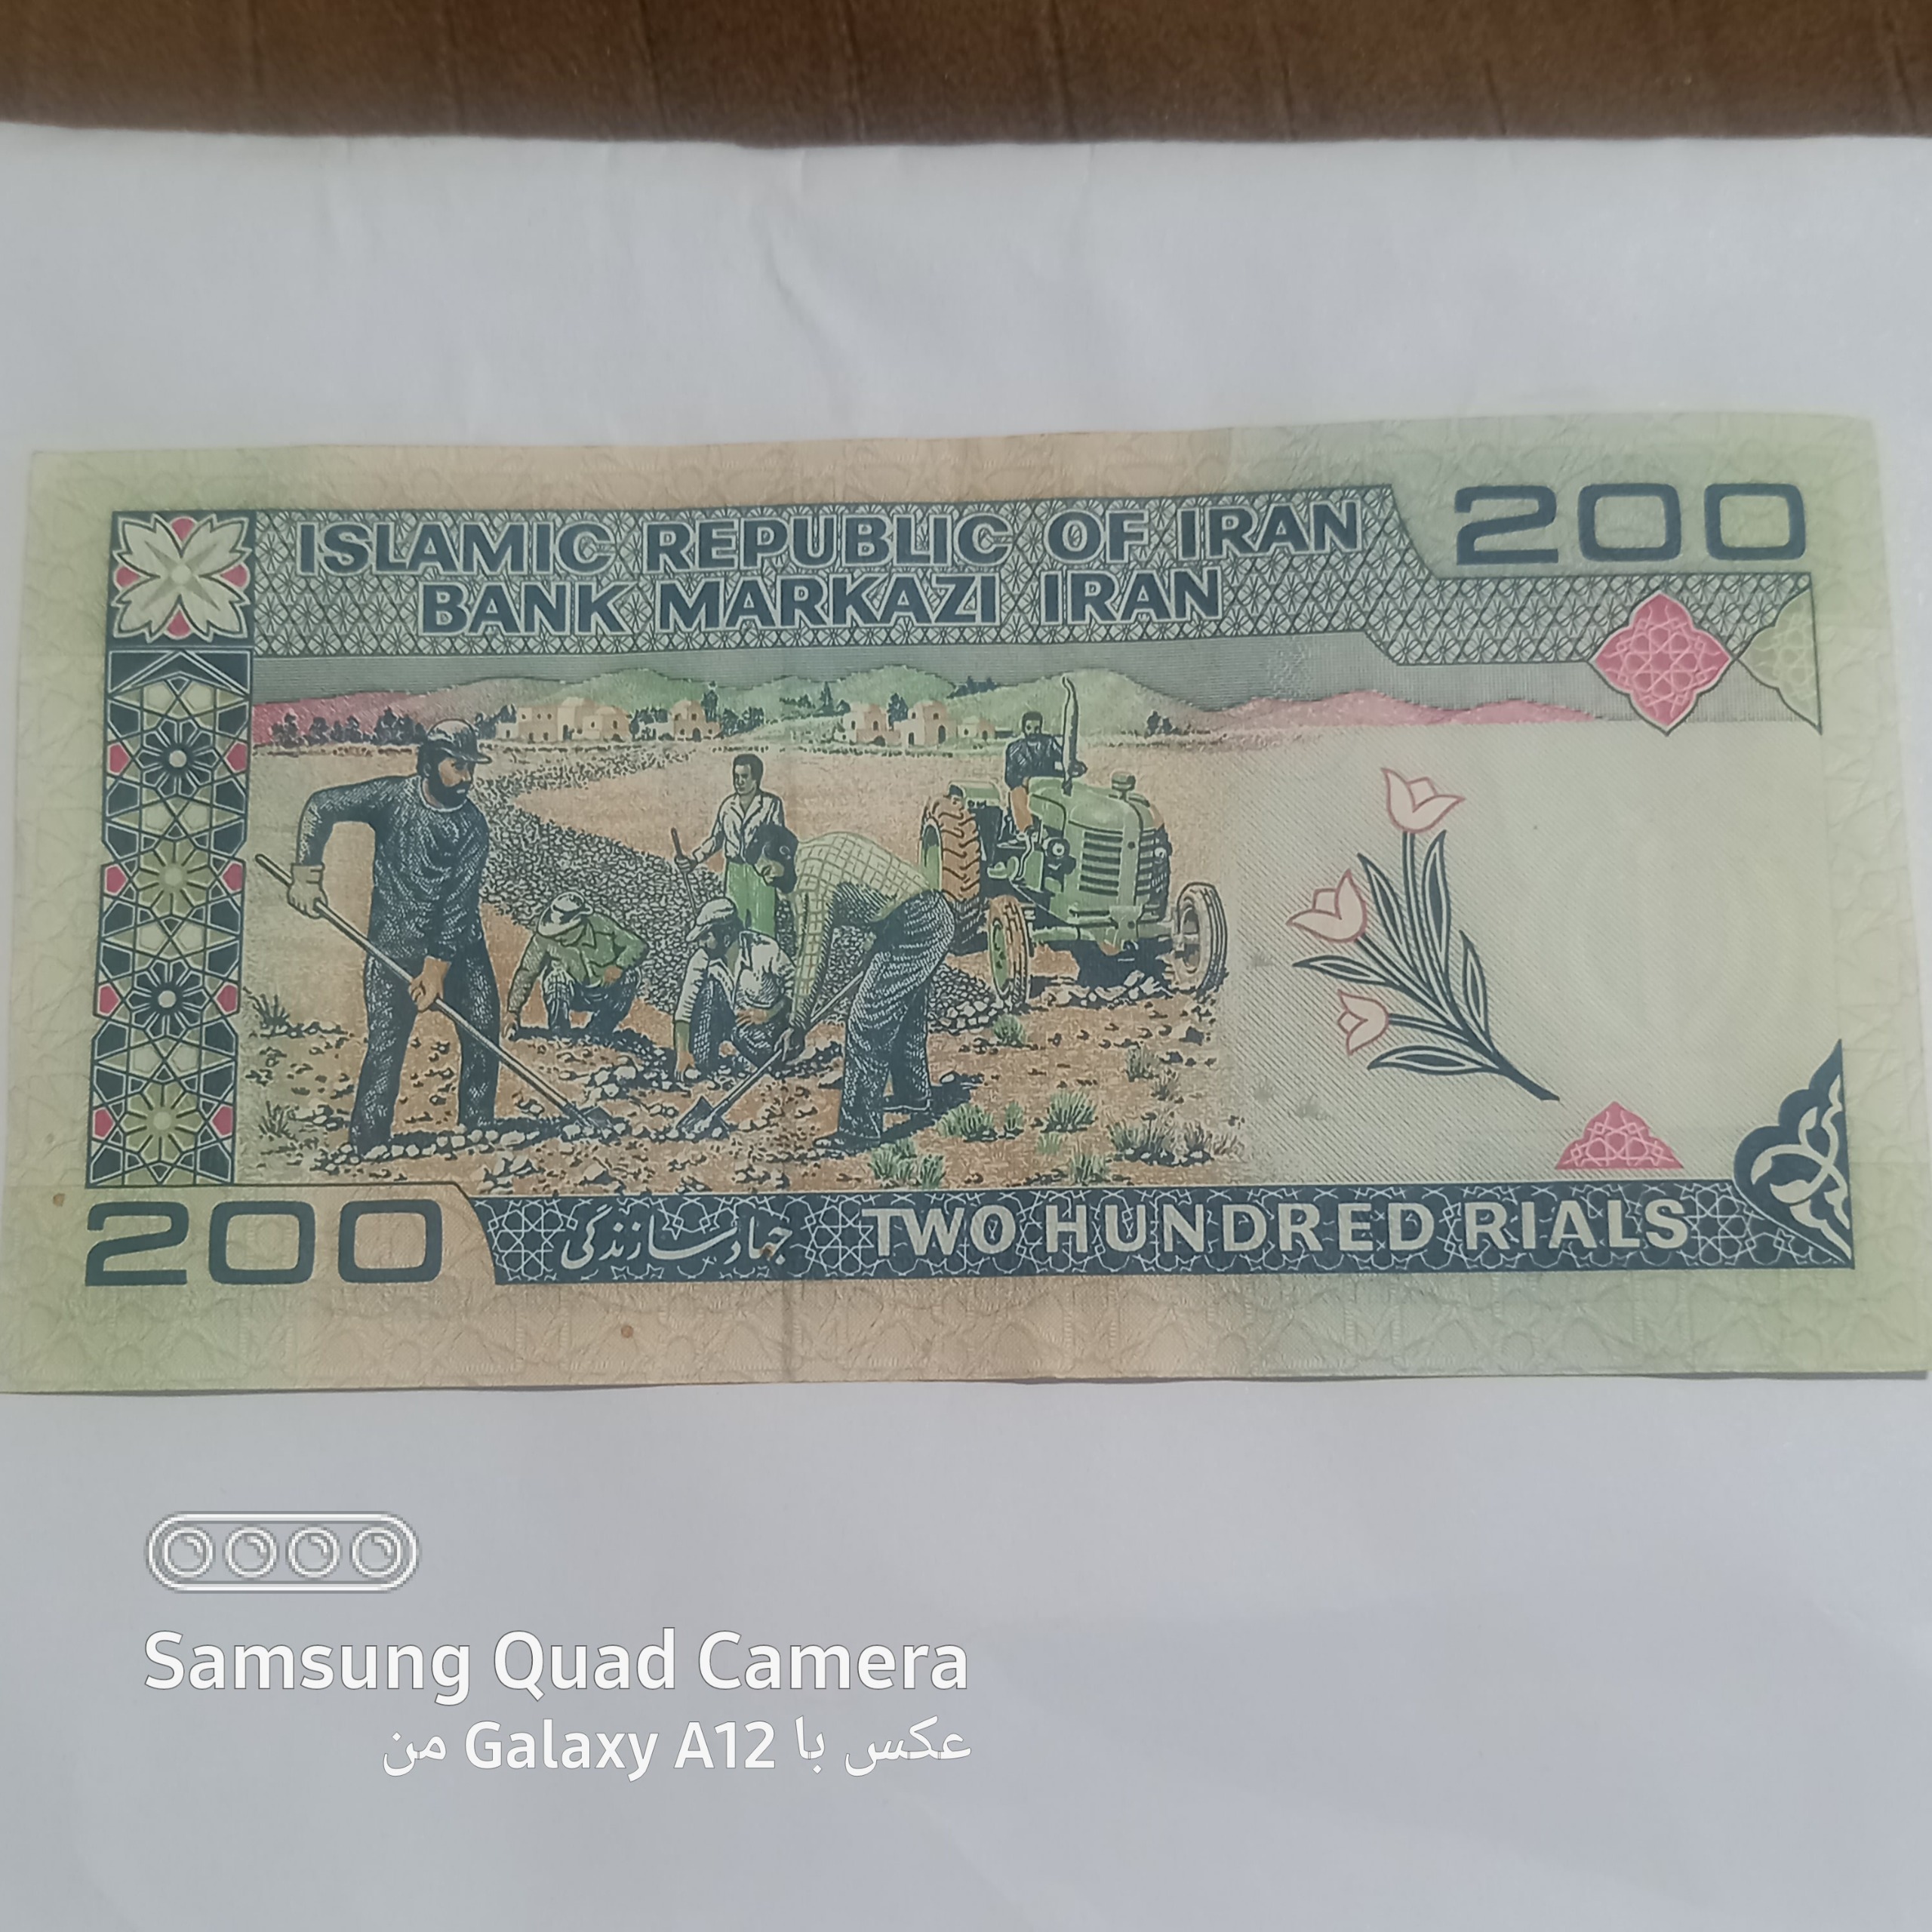 ISLAMIC REPUBLIC OF IRAN
200
BANK MARKAZI IRAN
200
جهاد سازندگی
TWO HUNDRED RIALS
Samsung Quad Camera
عکس با Galaxy A12 من